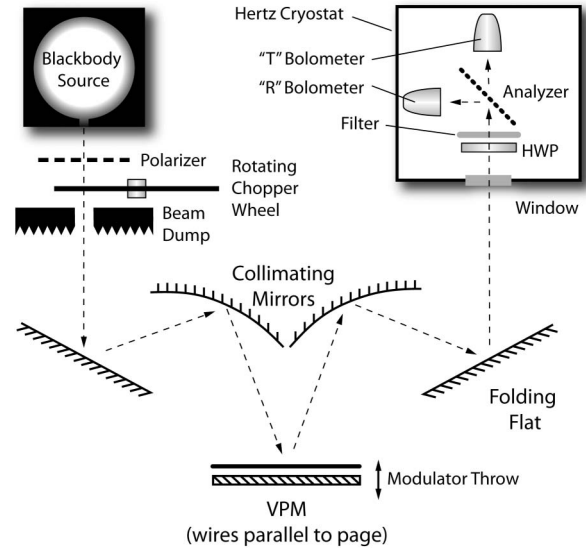 Blackbody
Source
Polarizer
Rotating
Chopper
Wheel
Beam
Dump
Hertz Cryostat
“T” Bolometer
“R” Bolometer
Analyzer
Filter
HWP
Window
Collimating
Mirrors
Folding
Flat
Modulator Throw
VPM
(wires parallel to page)